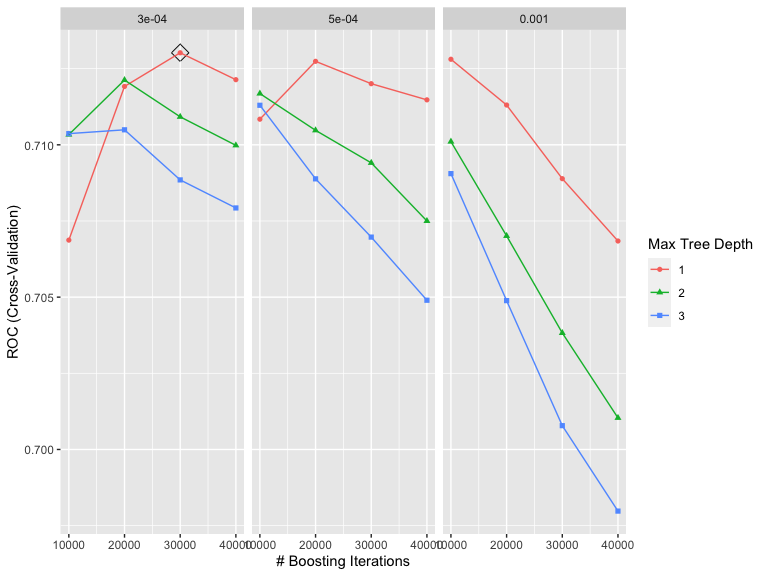 3e-04 5e-04 0.001
0.710
0.705
0.700
ROC (Cross-Validation)
10000 20000 30000 40000 10000 20000 30000 40000 10000 20000 30000 40000
# Boosting Iterations
Max Tree Depth
1
2
3